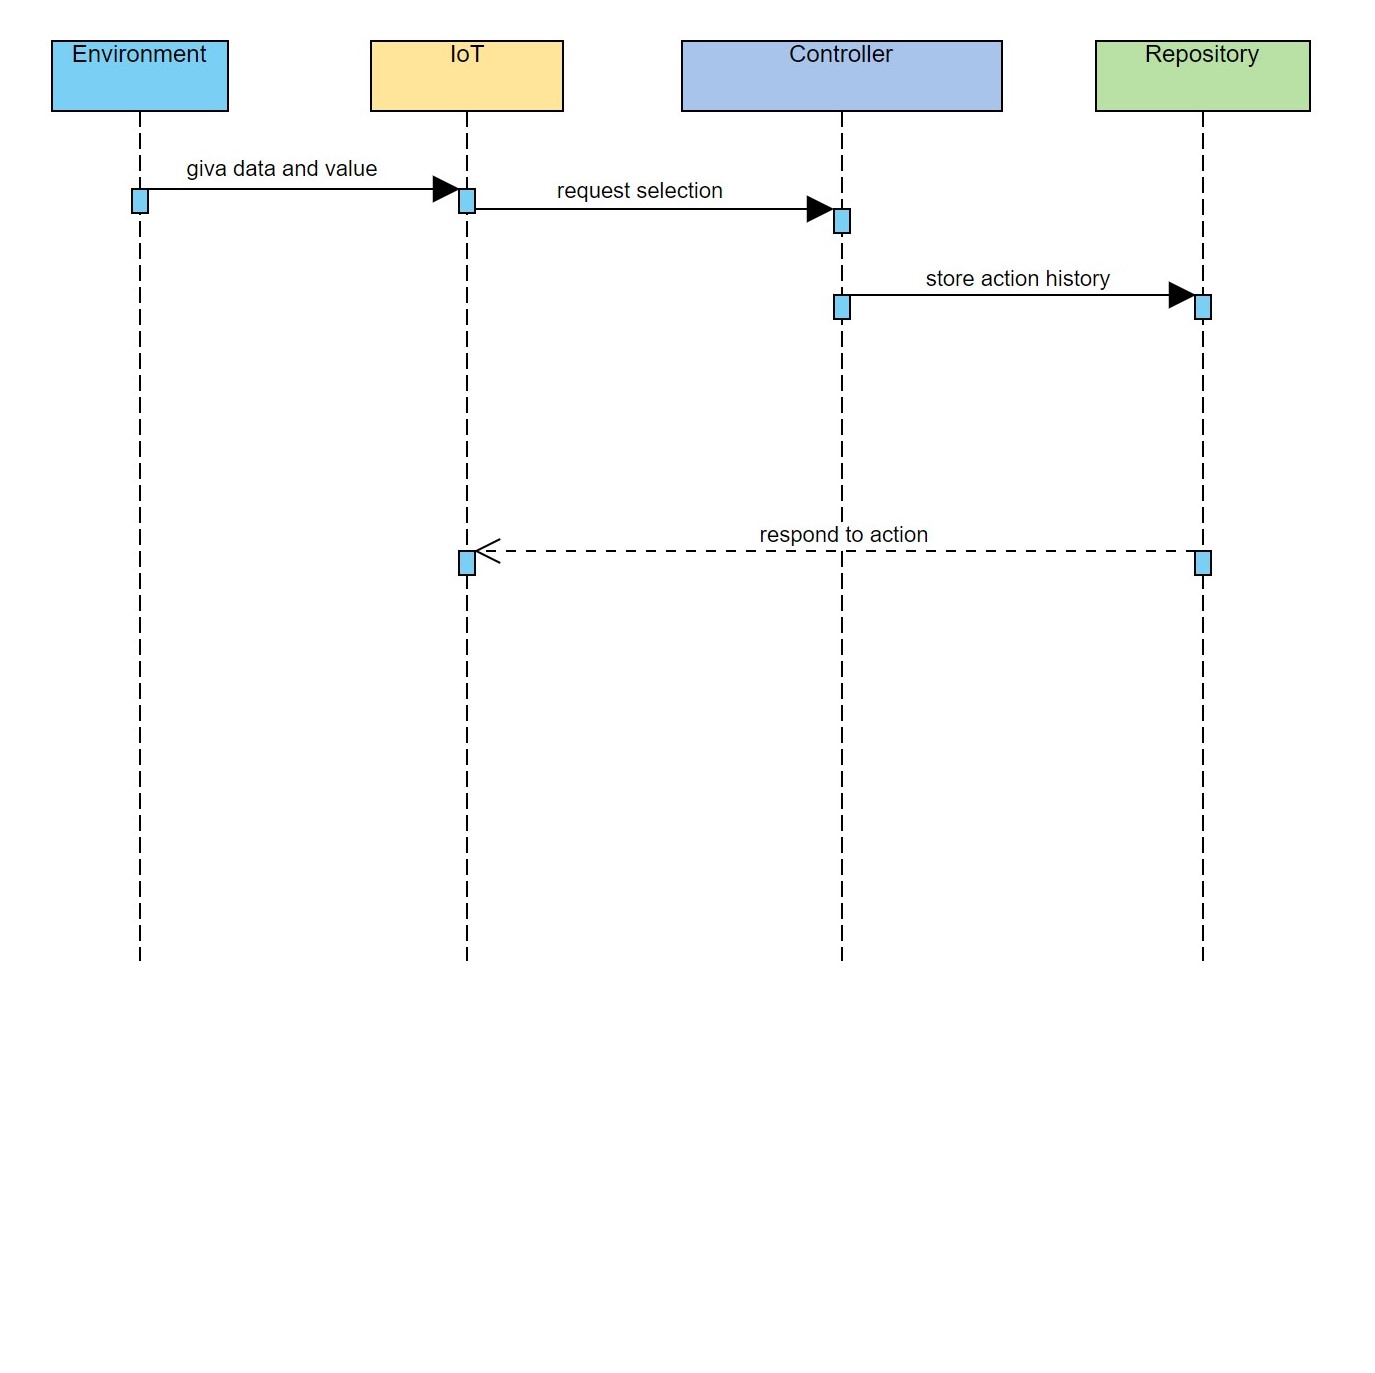 Environment
IoT
Controller
Repository
giva data and value
request selection
store action history
respond to action